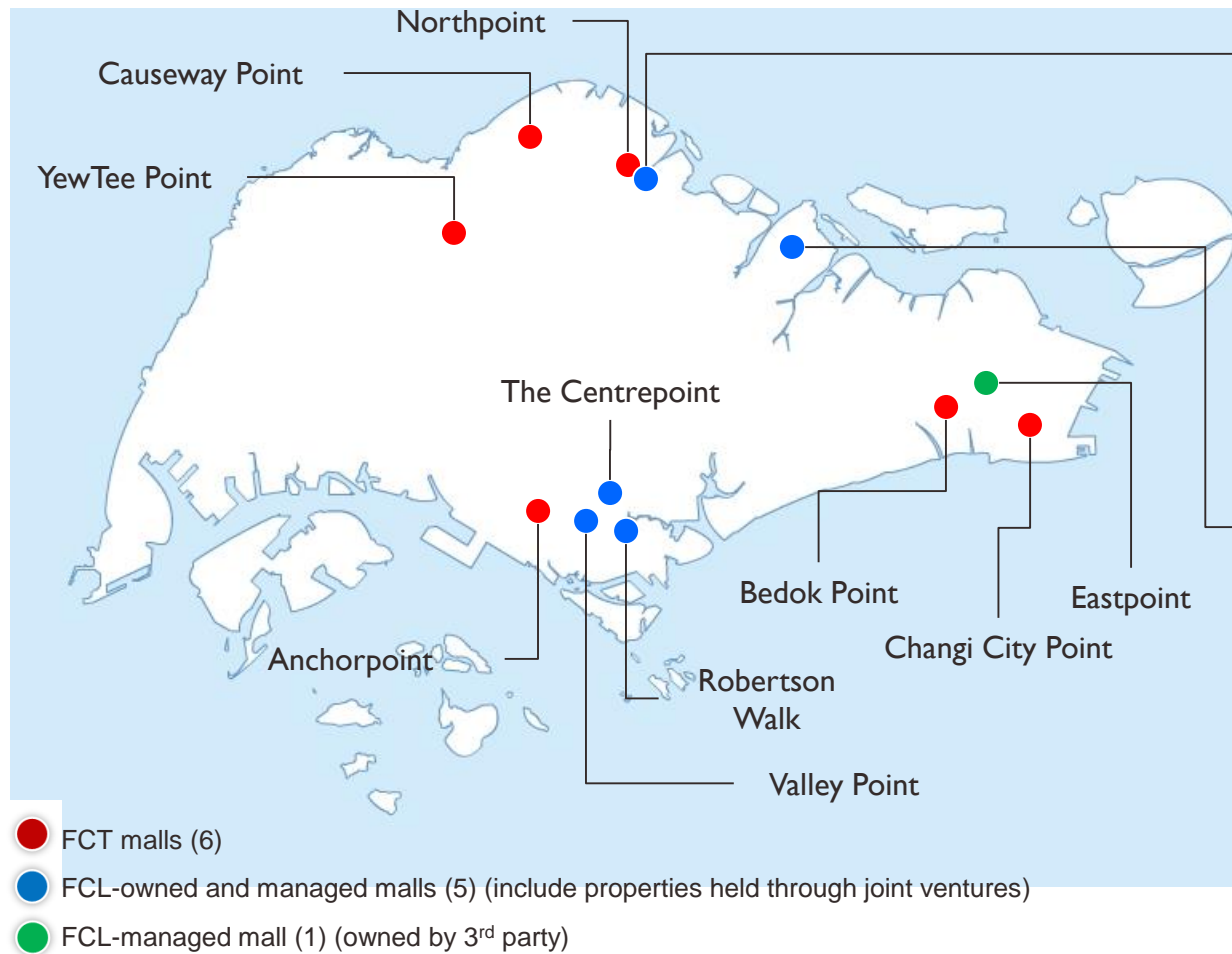 Northpoint
Causeway Point
YewTee Point
The Centrepoint
Bedok Point
Eastpoint
Changi City Point
Anchorpoint
Robertson
Walk
Valley Point
FCT malls (6)
FCL-owned and managed malls (5) (include properties held through joint ventures)
FCL-managed mall (1) (owned by 3rd party)